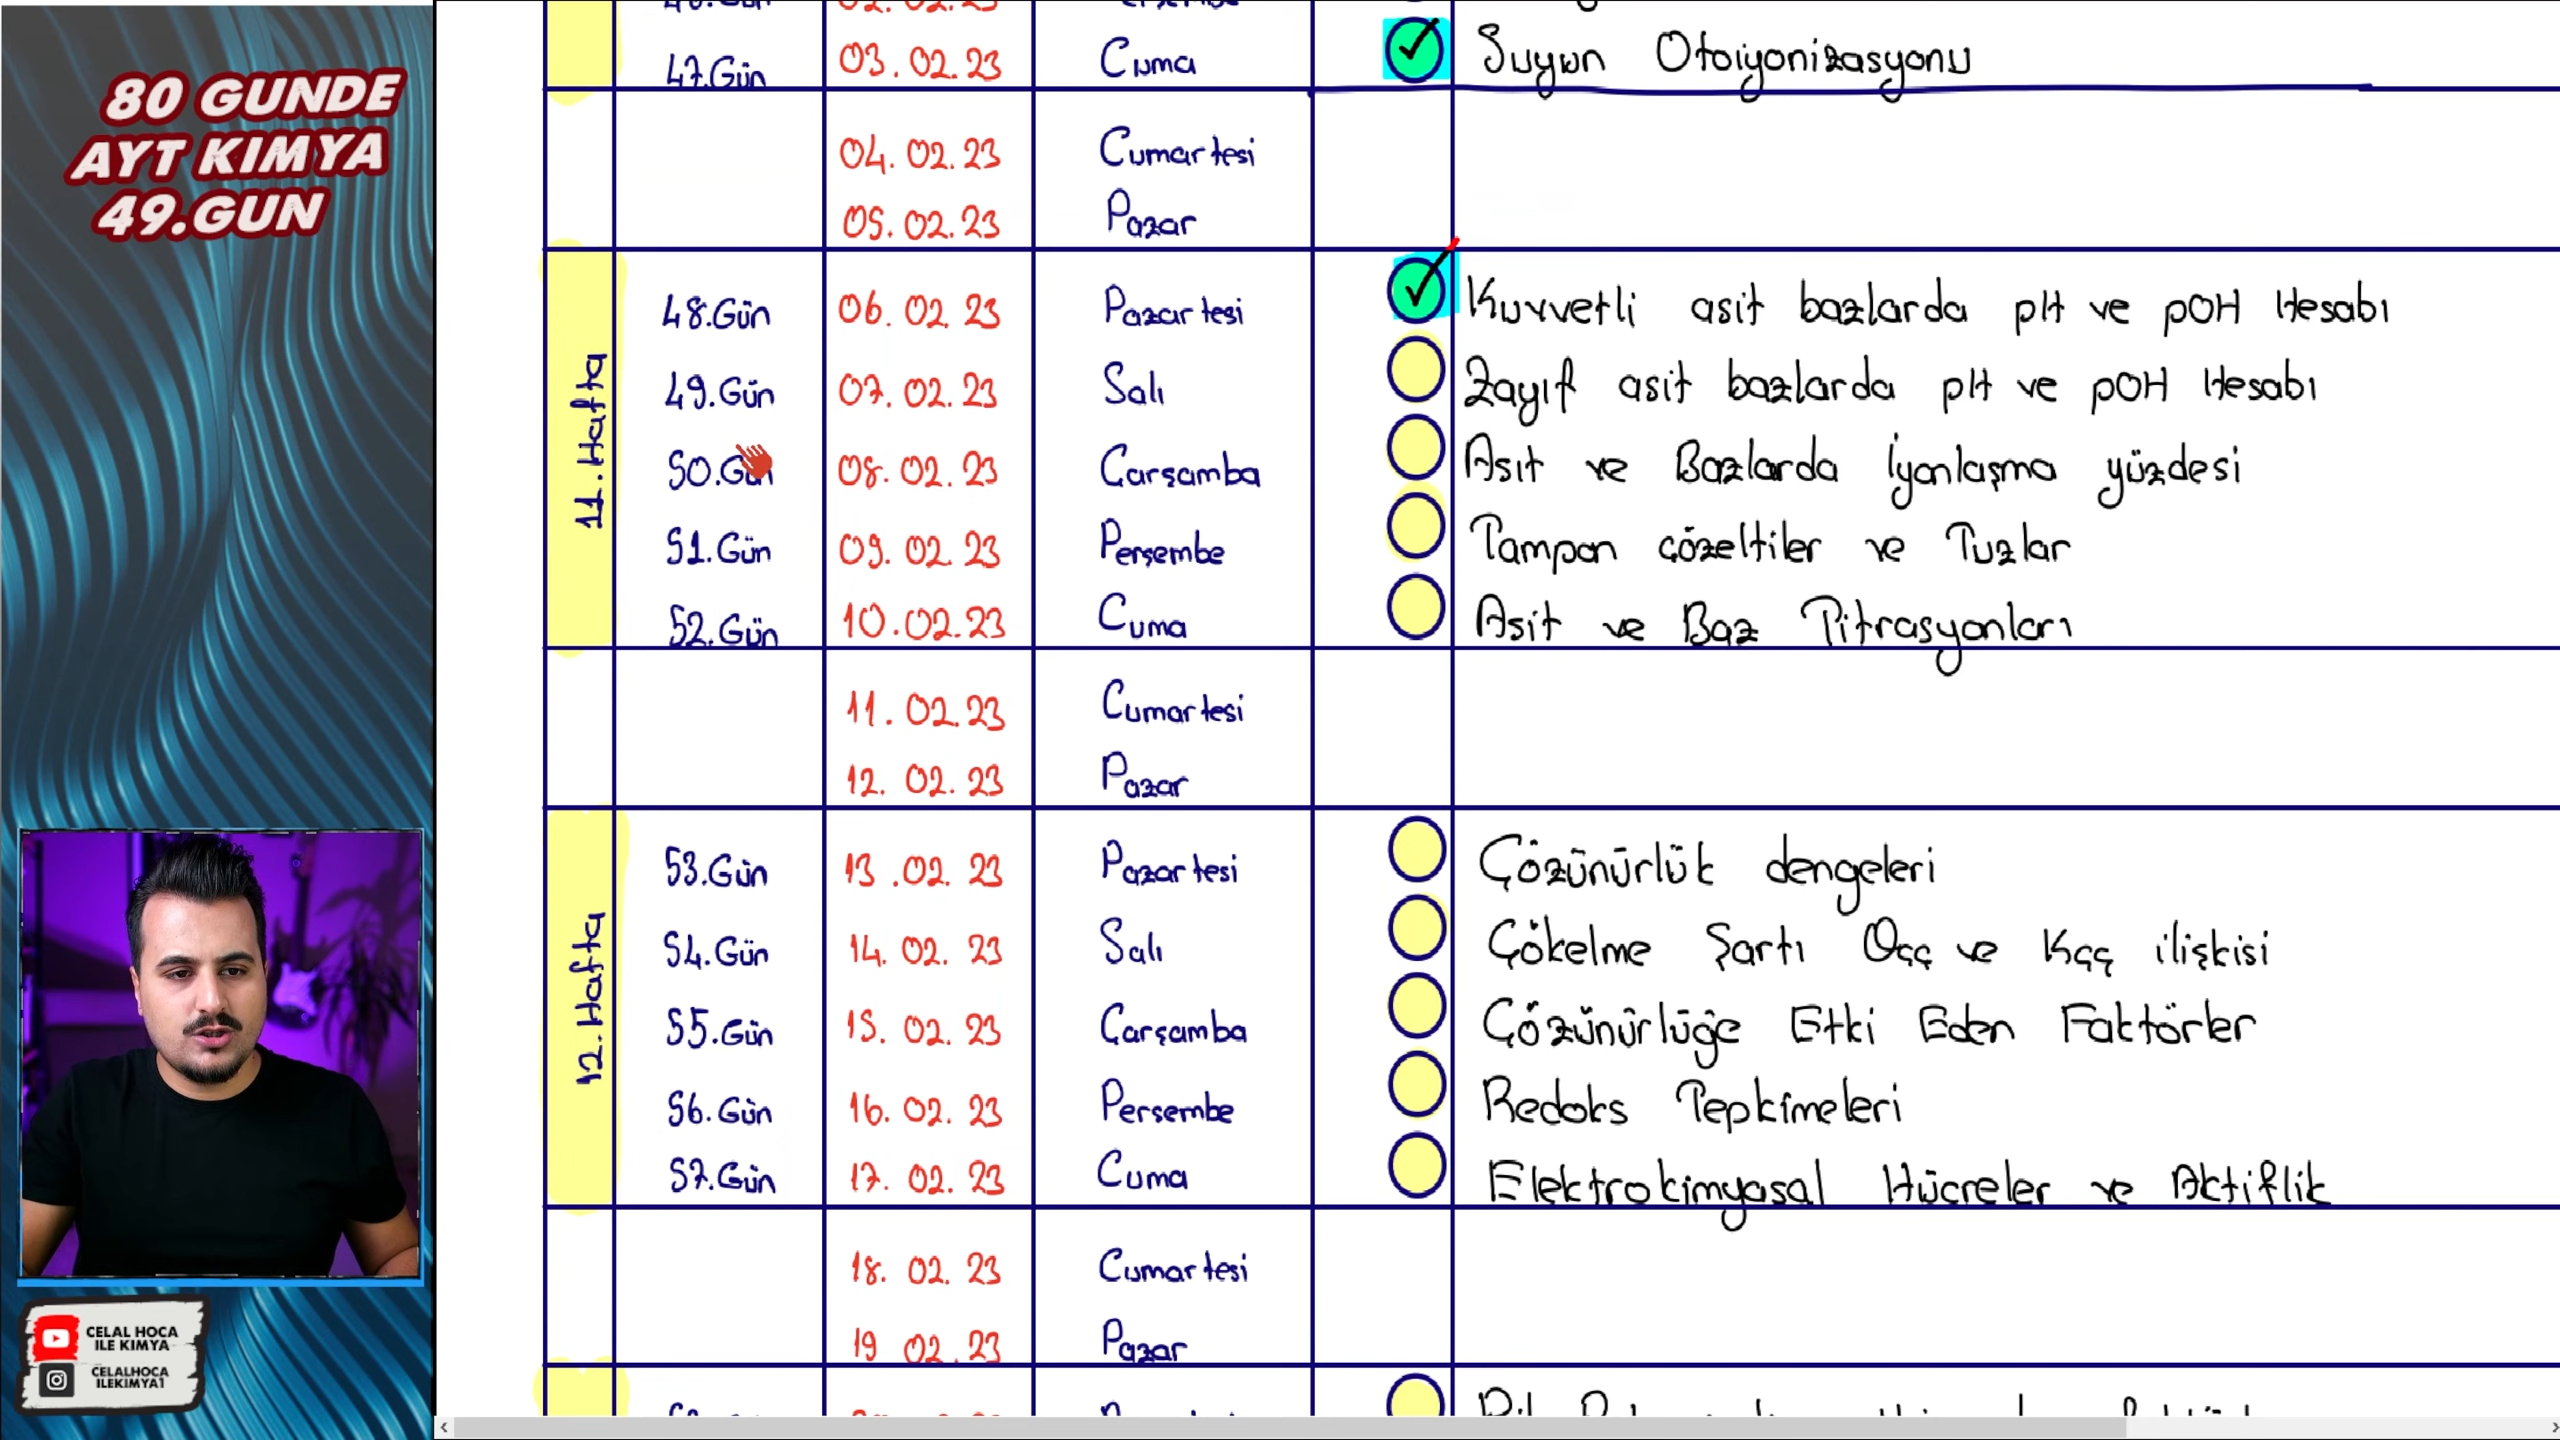 80 GUNDE
AYT KIMYA
49.GUN
47.Gün 03.02.23 Cuma Suyun Otoiyonizasyonu
04.02.23 Cumartesi
05.02.23 Pazar
11.Hafta
48.Gün 06.02.23 Pazartesi Kuvvetli asit bazlarda pH ve pOH Hesabı
49.Gün 07.02.23 Salı Zayıf asit bazlarda pH ve pOH Hesabı
50.Gün 08.02.23 Çarşamba Asit ve Bazlarda İyonlaşma yüzdesi
51.Gün 09.02.23 Perşembe Tampon çözeltiler ve Tuzlar
52.Gün 10.02.23 Cuma Asit ve Baz Titrasyonları
11.02.23 Cumartesi
12.02.23 Pazar
12.Hafta
53.Gün 13.02.23 Pazartesi Çözünürlük dengeleri
54.Gün 14.02.23 Salı Çökelme Şartı Qçç ve Kçç ilişkisi
55.Gün 15.02.23 Çarşamba Çözünürlüğe Etki Eden Faktörler
56.Gün 16.02.23 Persembe Redoks Tepkimeleri
57.Gün 17.02.23 Cuma Elektrokimyasal Hücreler ve Aktiflik
18.02.23 Cumartesi
19 02.23 Pazar
CELAL HOCA
ILE KIMYA
CELALHOCA
ILEKIMYA1